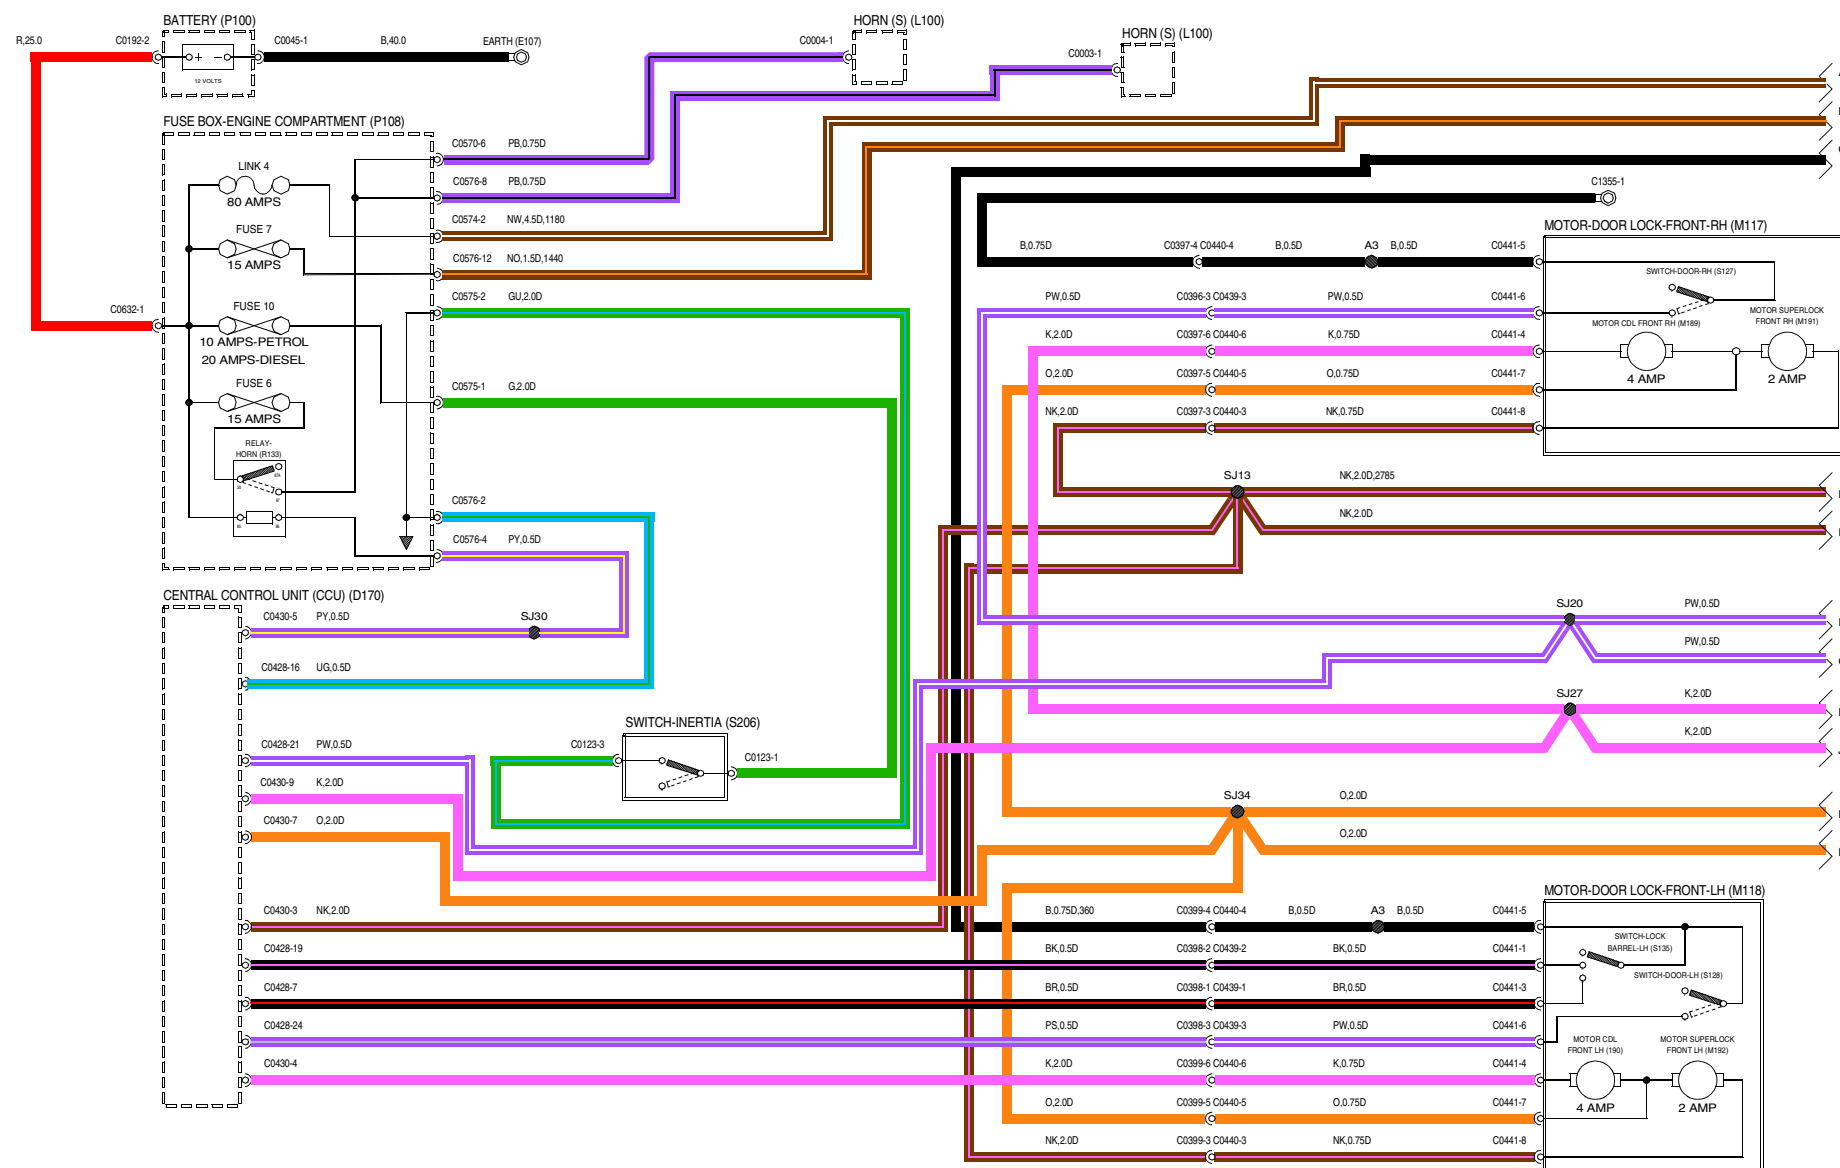 BATTERY (P100)
R,25.0
C0192-2
C0045-1
B,40.0
EARTH (E107)
12 VOLTS
HORN (S) (L100)
C0004-1
HORN (S) (L100)
C0003-1
FUSE BOX-ENGINE COMPARTMENT (P108)
LINK 4
80 AMPS
FUSE 7
15 AMPS
FUSE 10
10 AMPS-PETROL
20 AMPS-DIESEL
FUSE 6
15 AMPS
RELAY-
HORN (R133)
C0632-1
C0570-6 PB,0.75D
C0576-8 PB,0.75D
C0574-2 NW,4.5D,1180
C0576-12 NO,1.5D,1440
C0575-2 GU,2.0D
C0575-1 G,2.0D
C0576-2
C0576-4 PY,0.5D
CENTRAL CONTROL UNIT (CCU) (D170)
C0430-5 PY,0.5D
SJ30
C0428-16 UG,0.5D
C0428-21 PW,0.5D
C0430-9 K,2.0D
C0430-7 O,2.0D
C0430-3 NK,2.0D
C0428-19
C0428-7
C0428-24
C0430-4
SWITCH-INERTIA (S206)
C0123-3
C0123-1
C1355-1
MOTOR-DOOR LOCK-FRONT-RH (M117)
B,0.75D C0397-4 C0440-4 B,0.5D A3 B,0.5D C0441-5
SWITCH-DOOR-RH (S127)
PW,0.5D C0396-3 C0439-3 PW,0.5D C0441-6
MOTOR CDL FRONT RH (M189)
MOTOR SUPERLOCK
FRONT RH (M191)
K,2.0D C0397-6 C0440-6 K,0.75D C0441-4
4 AMP
2 AMP
O,2.0D C0397-5 C0440-5 O,0.75D C0441-7
NK,2.0D C0397-3 C0440-3 NK,0.75D C0441-8
SJ13
NK,2.0D,2785
NK,2.0D
SJ20
PW,0.5D
PW,0.5D
SJ27
K,2.0D
K,2.0D
SJ34
O,2.0D
O,2.0D
MOTOR-DOOR LOCK-FRONT-LH (M118)
B,0.75D,360 C0399-4 C0440-4 B,0.5D A3 B,0.5D C0441-5
SWITCH-LOCK
BARREL-LH (S135)
BK,0.5D C0398-2 C0439-2 BK,0.5D C0441-1
SWITCH-DOOR-LH (S128)
BR,0.5D C0398-1 C0439-1 BR,0.5D C0441-3
PS,0.5D C0398-3 C0439-3 PW,0.5D C0441-6
MOTOR CDL
FRONT LH (190)
MOTOR SUPERLOCK
FRONT LH (M192)
K,2.0D C0399-6 C0440-6 K,0.75D C0441-4
4 AMP
2 AMP
O,2.0D C0399-5 C0440-5 O,0.75D C0441-7
NK,2.0D C0399-3 C0440-3 NK,0.75D C0441-8